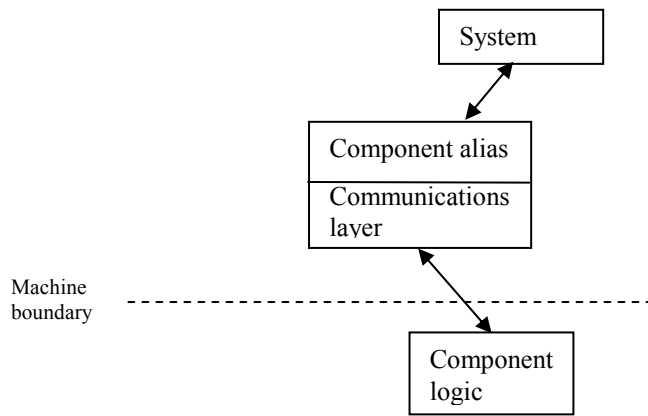 System
Component alias
Communications
layer
Machine
boundary
Component
logic